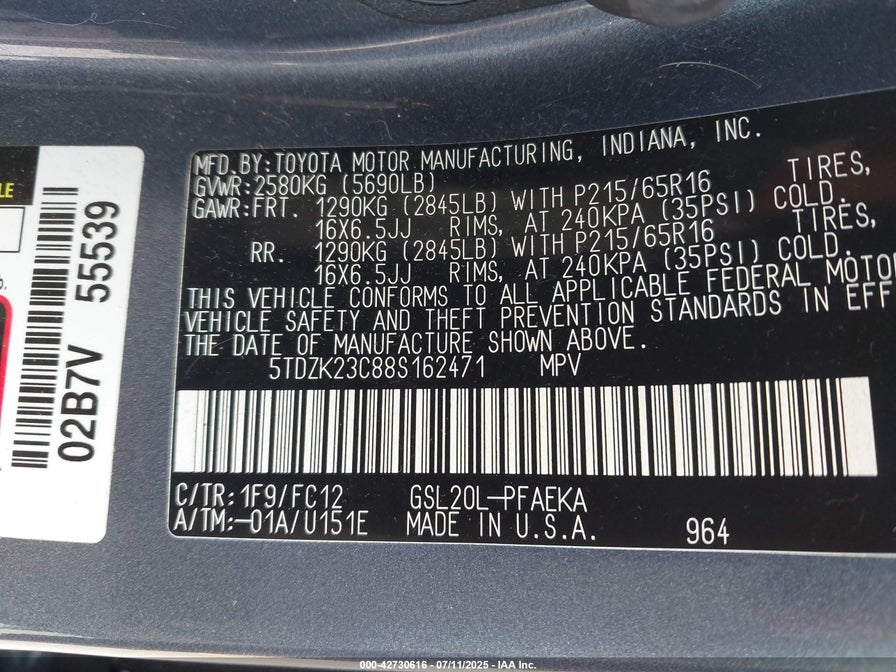 MFD.BY:TOYOTA MOTOR MANUFACTURING, INDIANA, INC.
GVWR:2580KG (5690LB)
GAWR:FRT. 1290KG (2845LB) WITH P215/65R16 TIRES,
16X6.5JJ RIMS, AT 240KPA (35PSI) COLD.
RR. 1290KG (2845LB) WITH P215/65R16 TIRES,
16X6.5JJ RIMS, AT 240KPA (35PSI) COLD.
THIS VEHICLE CONFORMS TO ALL APPLICABLE FEDERAL MOTO
VEHICLE SAFETY AND THEFT PREVENTION STANDARDS IN EFF
THE DATE OF MANUFACTURE SHOWN ABOVE.
5TDZK23C88S162471 MPV
C/TR:1F9/FC12 GSL20L-PFAEKA
A/TM:-01A/U151E MADE IN U.S.A. 964
02B7V 55539
LE
000-42730616 - 07/11/2025 - IAA Inc.